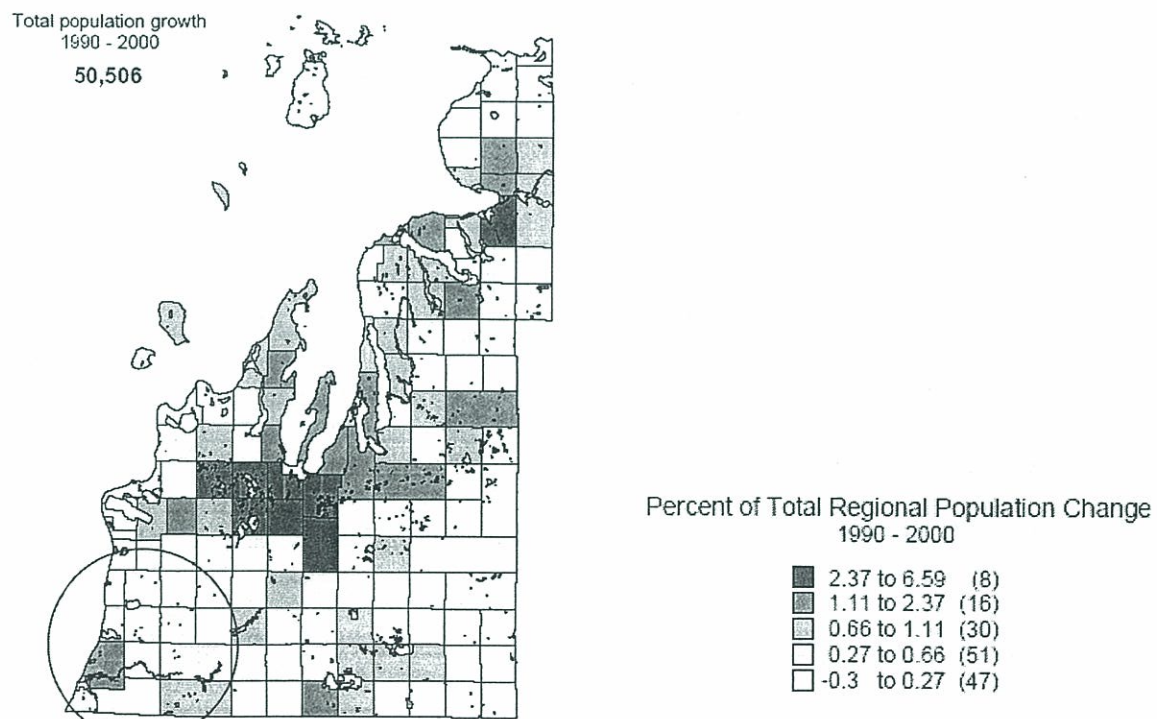 Total population growth
1990 - 2000
50,506
Percent of Total Regional Population Change
1990 - 2000
2.37 to 6.59 (8)
1.11 to 2.37 (16)
0.66 to 1.11 (30)
0.27 to 0.66 (51)
-0.3 to 0.27 (47)